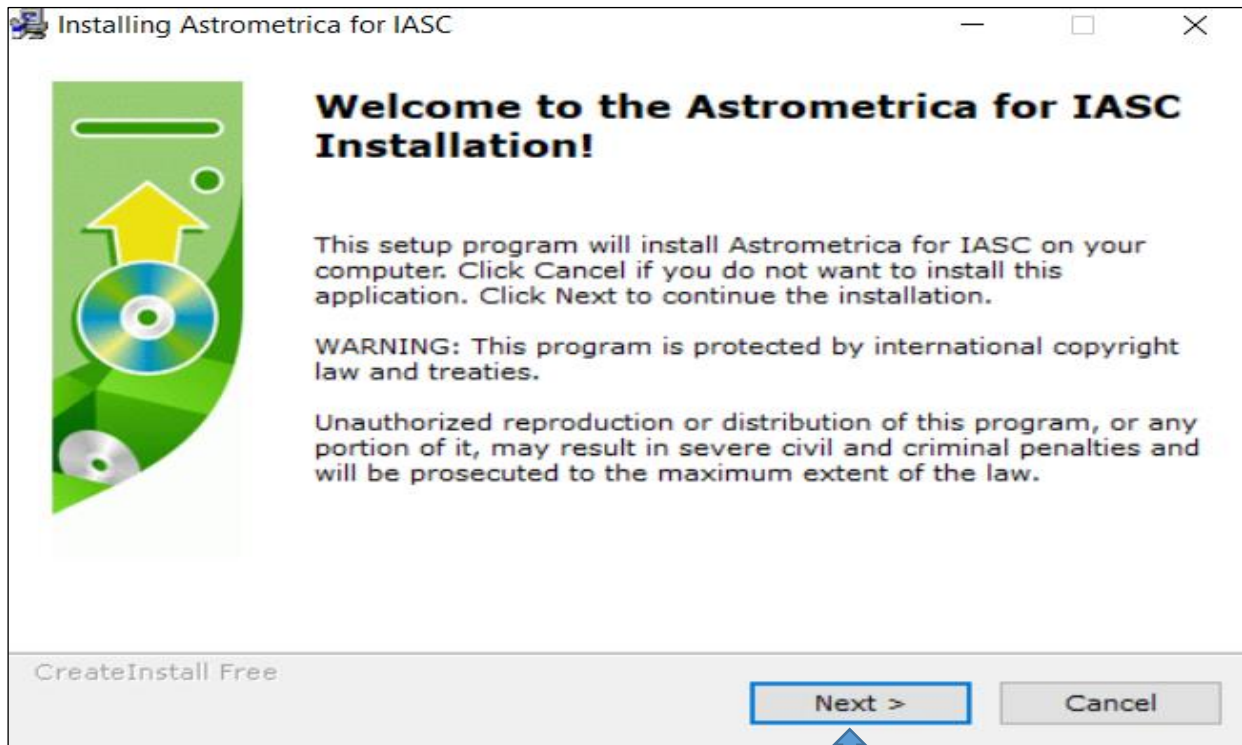 Installing Astrometrica for IASC
Welcome to the Astrometrica for IASC
Installation!
This setup program will install Astrometrica for IASC on your
computer. Click Cancel if you do not want to install this
application. Click Next to continue the installation.
WARNING: This program is protected by international copyright
law and treaties.
Unauthorized reproduction or distribution of this program, or any
portion of it, may result in severe civil and criminal penalties and
will be prosecuted to the maximum extent of the law.
CreateInstall Free
Next >
Cancel